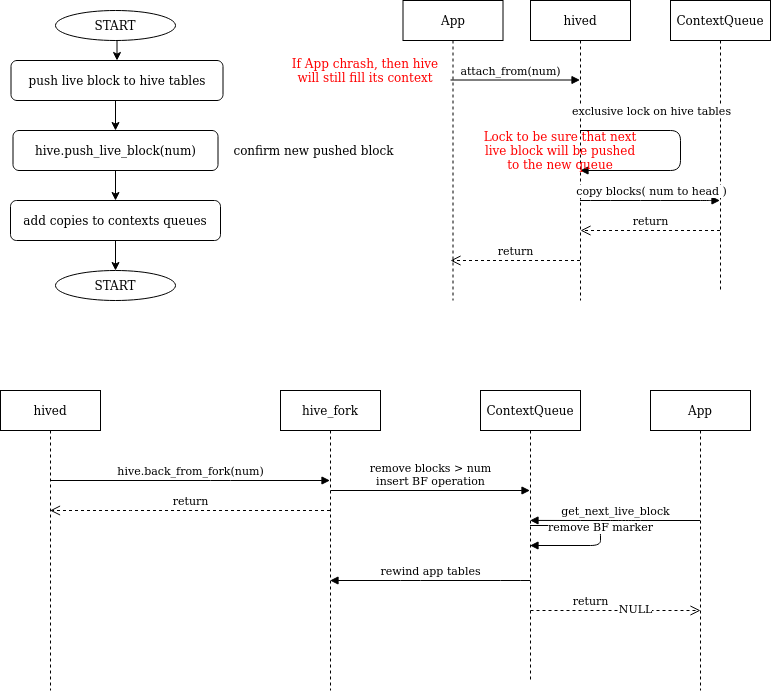 START
push live block to hive tables
hive.push_live_block(num)
confirm new pushed block
add copies to contexts queues
START
App
hived
ContextQueue
If App chrash, then hive
will still fill its context
attach_from(num)
exclusive lock on hive tables
Lock to be sure that next
live block will be pushed
to the new queue
copy blocks( num to head )
return
return
hived
hive_fork
ContextQueue
App
hive.back_from_fork(num)
remove blocks > num
insert BF operation
return
get_next_live_block
remove BF marker
rewind app tables
return
NULL